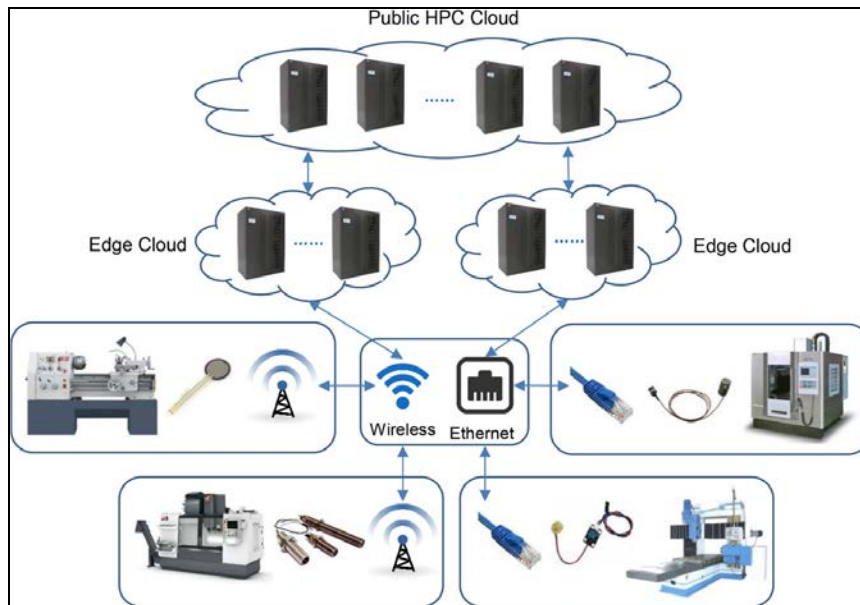 Public HPC Cloud
......
......
......
Edge Cloud
Edge Cloud
Wireless
Ethernet